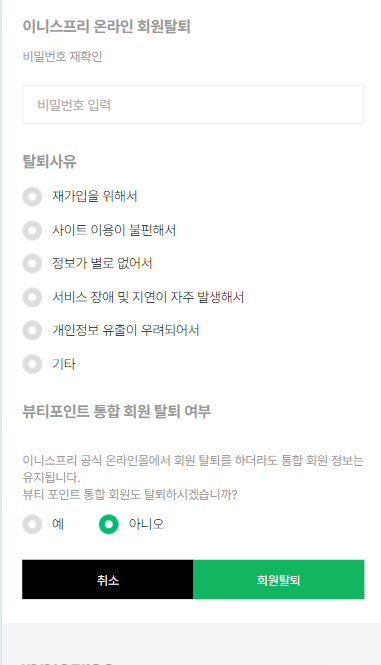 이니스프리 온라인 회원탈퇴
비밀번호 재확인
비밀번호 입력
탈퇴사유
재가입을 위해서
사이트 이용이 불편해서
정보가 별로 없어서
서비스 장애 및 지연이 자주 발생해서
개인정보 유출이 우려되어서
기타
뷰티포인트 통합 회원 탈퇴 여부
이니스프리 공식 온라인몰에서 회원 탈퇴를 하더라도 통합 회원 정보는
유지됩니다.
뷰티 포인트 통합 회원도 탈퇴하시겠습니까?
예 아니오
취소 회원탈퇴